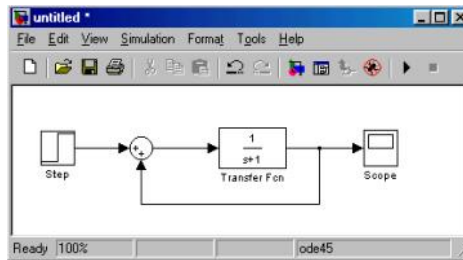 untitled *
File Edit View Simulation Format Tools Help
+
+
1
s+1
Step
Transfer Fcn
Scope
Ready 100% ode45